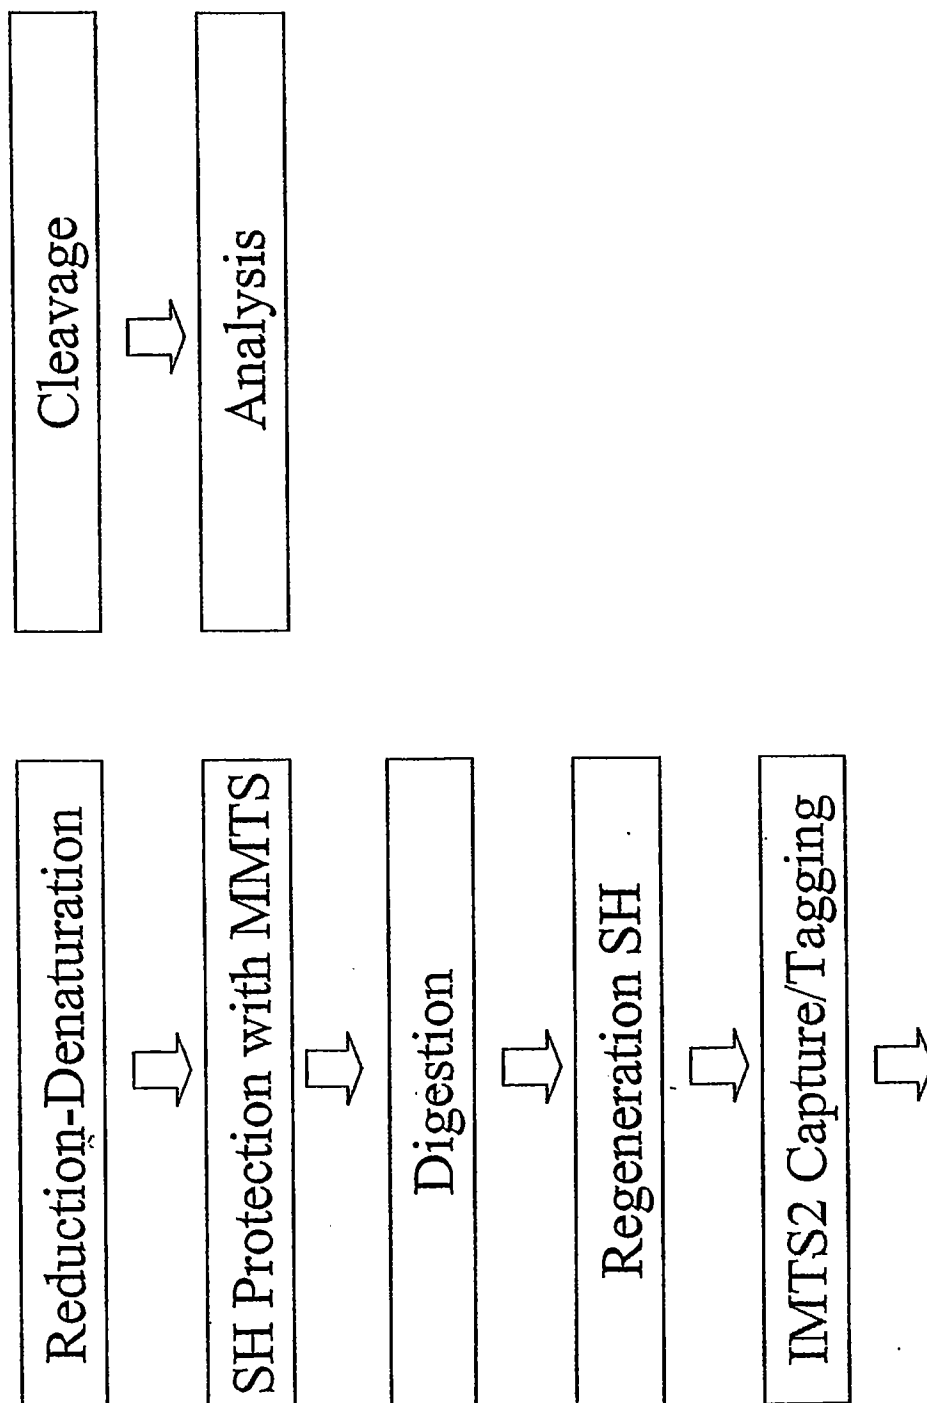 Reduction-Denaturation
SH Protection with MMTS
Digestion
Regeneration SH
IMTS2 Capture/Tagging
Cleavage
Analysis